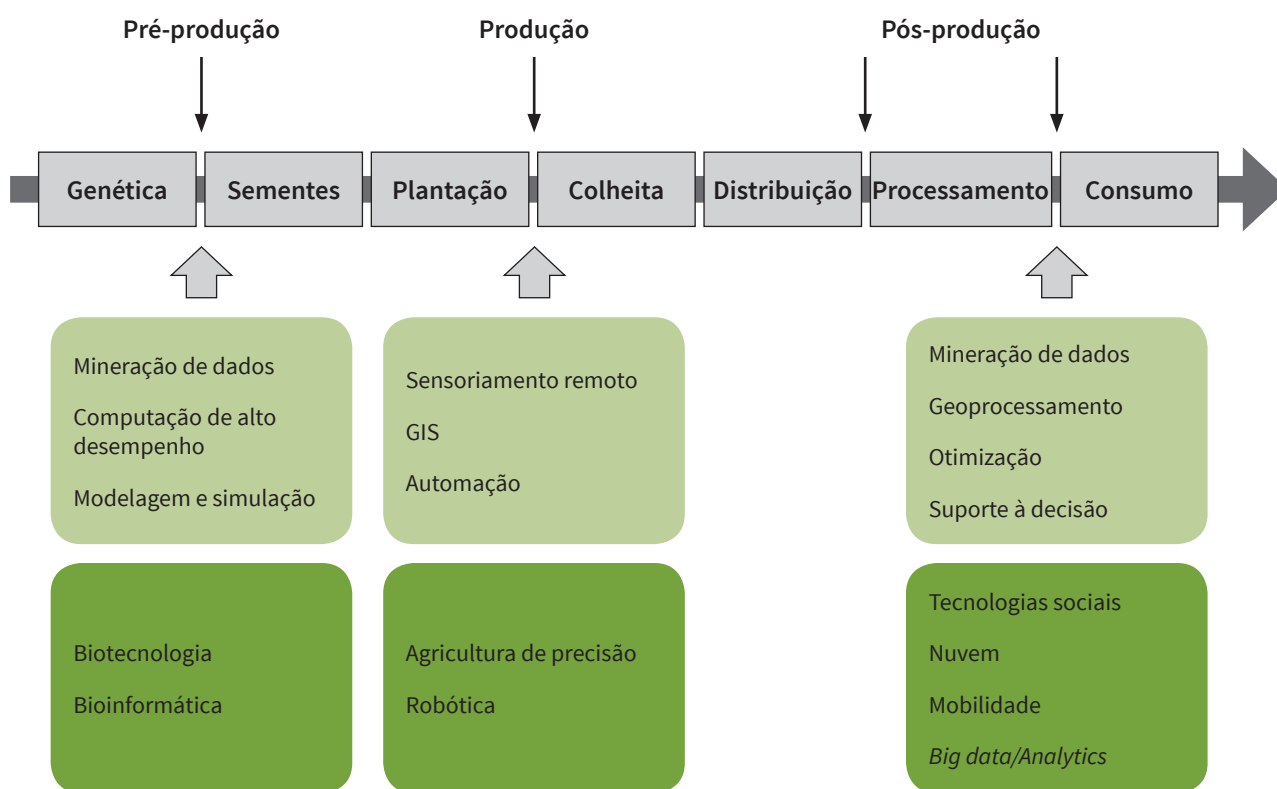 Pré-produção
Produção
Pós-produção
Genética
Sementes
Plantação
Colheita
Distribuição
Processamento
Consumo
Mineração de dados
Computação de alto
desempenho
Modelagem e simulação
Sensoriamento remoto
GIS
Automação
Mineração de dados
Geoprocessamento
Otimização
Suporte à decisão
Biotecnologia
Bioinformática
Agricultura de precisão
Robótica
Tecnologias sociais
Nuvem
Mobilidade
Big data/Analytics